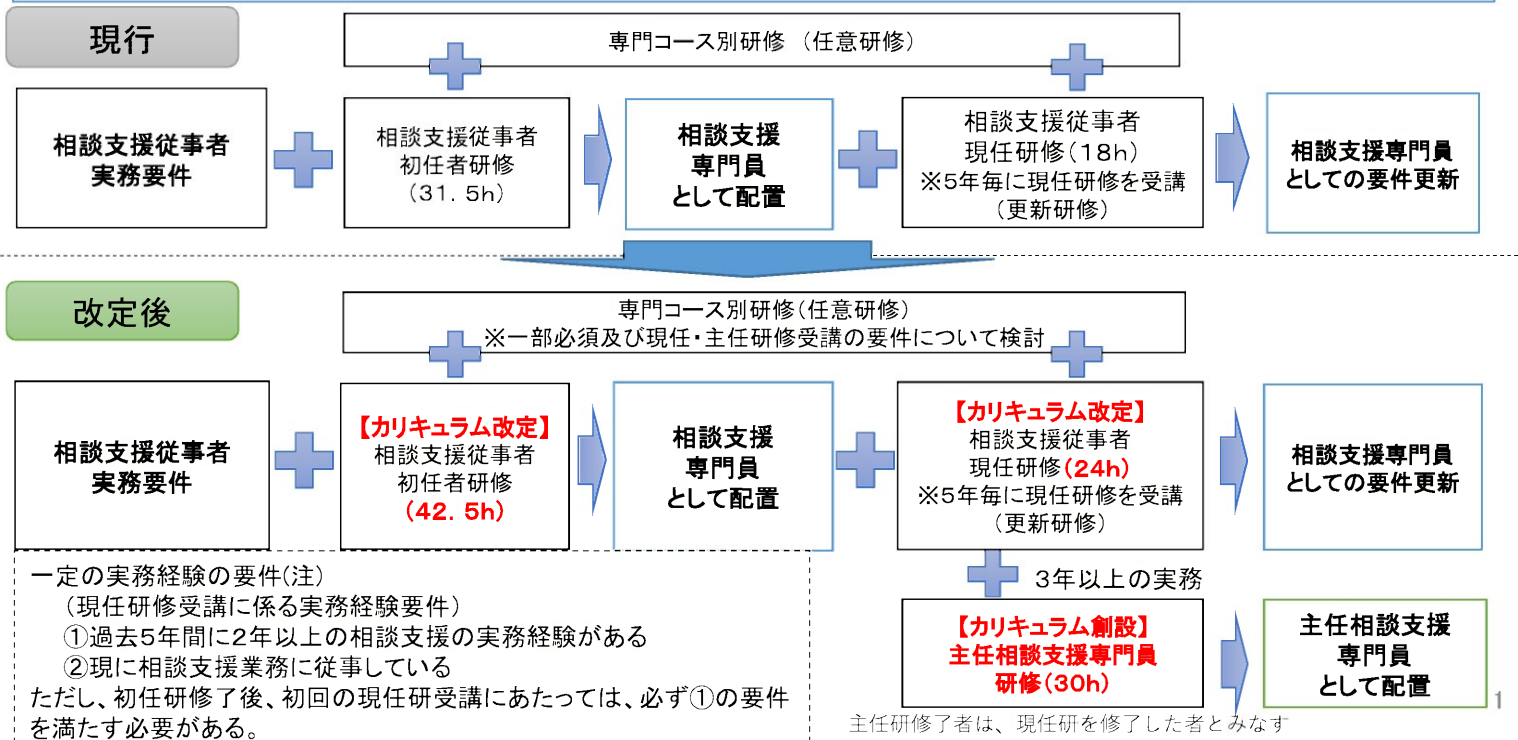 現行
専門コース別研修 (任意研修)
相談支援従事者
実務要件
相談支援従事者
初任者研修
(31．5h)
相談支援
専門員
として配置
相談支援従事者
現任研修(18h)
※5年毎に現任研修を受講
(更新研修)
相談支援専門員
としての要件更新
改定後
専門コース別研修(任意研修)
※一部必須及び現任・主任研修受講の要件について検討
相談支援従事者
実務要件
【カリキュラム改定】
相談支援従事者
初任者研修
(42．5h)
相談支援
専門員
として配置
【カリキュラム改定】
相談支援従事者
現任研修(24h)
※5年毎に現任研修を受講
(更新研修)
相談支援専門員
としての要件更新
3年以上の実務
【カリキュラム創設】
主任相談支援専門員
研修(30h)
主任相談支援
専門員
として配置
一定の実務経験の要件(注)
(現任研修受講に係る実務経験要件)
①過去5年間に2年以上の相談支援の実務経験がある
②現に相談支援業務に従事している
ただし、初任研修了後、初回の現任研受講にあたっては、必ず①の要件
を満たす必要がある。
主任研修了者は、現任研を修了した者とみなす
1